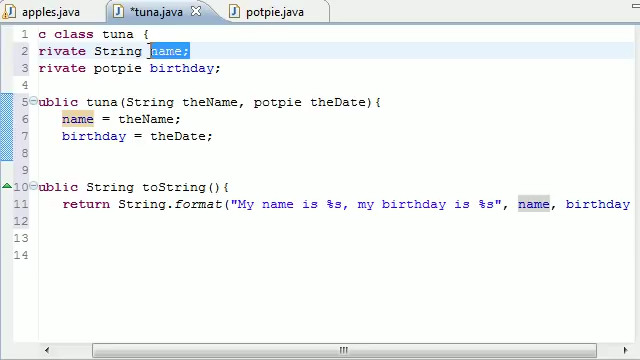 apples.java *tuna.java potpie.java
1 c class tuna {
2 rivate String name;
3 rivate potpie birthday;
4
5 ublic tuna(String theName, potpie theDate){
6 name = theName;
7 birthday = theDate;
8
9
10 ublic String toString(){
11 return String.format("My name is %s, my birthday is %s", name, birthday
12
13
14